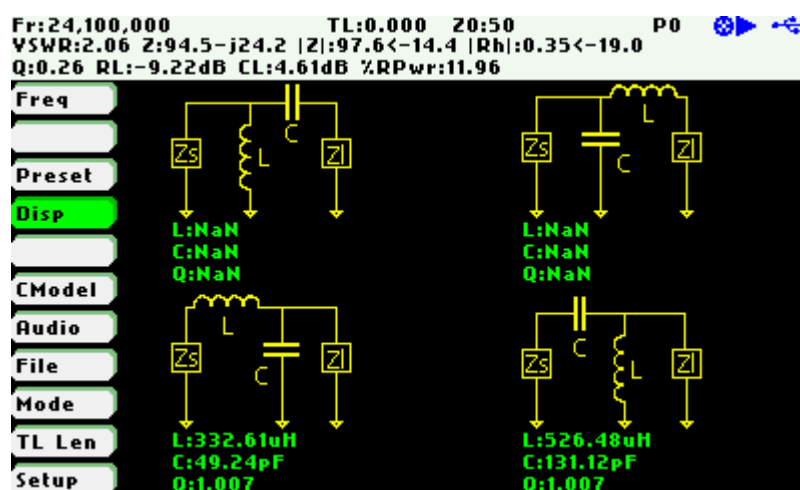 Fr:24,100,000 TL:0.000 Z0:50 P0
VSWR:2.06 Z:94.5-j24.2 |Z|:97.6<-14.4 |Rh|:0.35<-19.0
Q:0.26 RL:-9.22dB CL:4.61dB %RPwr:11.96
Freq
Preset
Disp
CModel
Audio
File
Mode
TL Len
Setup
Zs L C Zl
L:NaN
C:NaN
Q:NaN
Zs C L Zl
L:NaN
C:NaN
Q:NaN
Zs L C Zl
L:332.61uH
C:49.24pF
Q:1.007
Zs C L Zl
L:526.48uH
C:131.12pF
Q:1.007